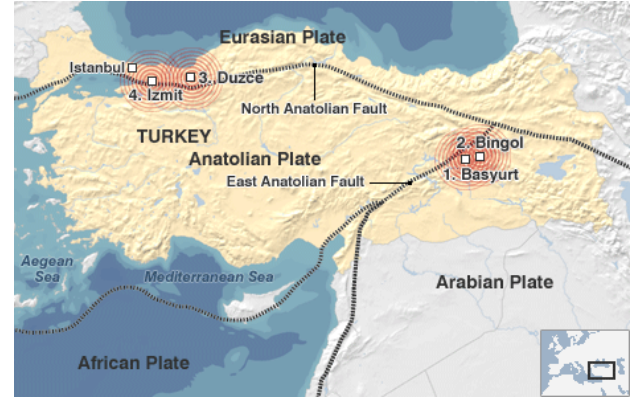 Eurasian Plate
Istanbul
3. Duzce
4. Izmit
North Anatolian Fault
TURKEY
2. Bingol
Anatolian Plate
1. Basyurt
East Anatolian Fault
Aegean
Sea
Mediterranean Sea
Arabian Plate
African Plate